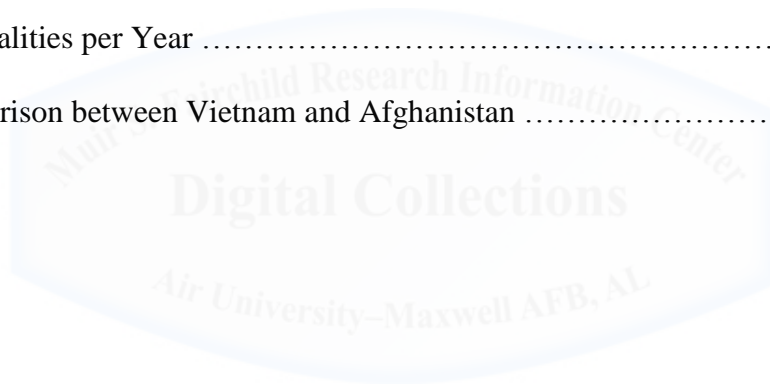 alities per Year ……………………………………….…………
rison between Vietnam and Afghanistan ……………………
Muir S. Fairchild Research Information Center
Digital Collections
Air University–Maxwell AFB, AL